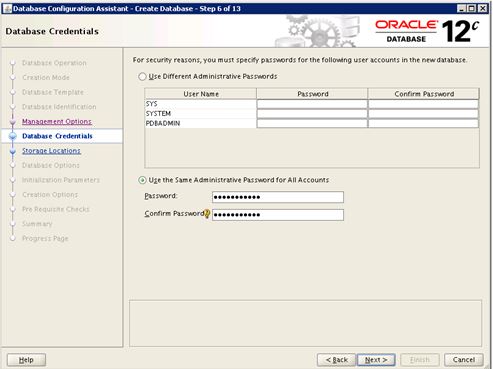 Database Configuration Assistant - Create Database - Step 6 of 13
Database Credentials
ORACLE
DATABASE 12c
Database Operation
Creation Mode
Database Template
Database Identification
Management Options
Database Credentials
Storage Locations
Database Options
Initialization Parameters
Creation Options
Pre Requisite Checks
Summary
Progress Page
For security reasons, you must specify passwords for the following user accounts in the new database.
Use Different Administrative Passwords
User Name Password Confirm Password
SYS
SYSTEM
PDBADMIN
Use the Same Administrative Password for All Accounts
Password: •••••••••••
Confirm Password: •••••••••••
Help
< Back
Next >
Finish
Cancel